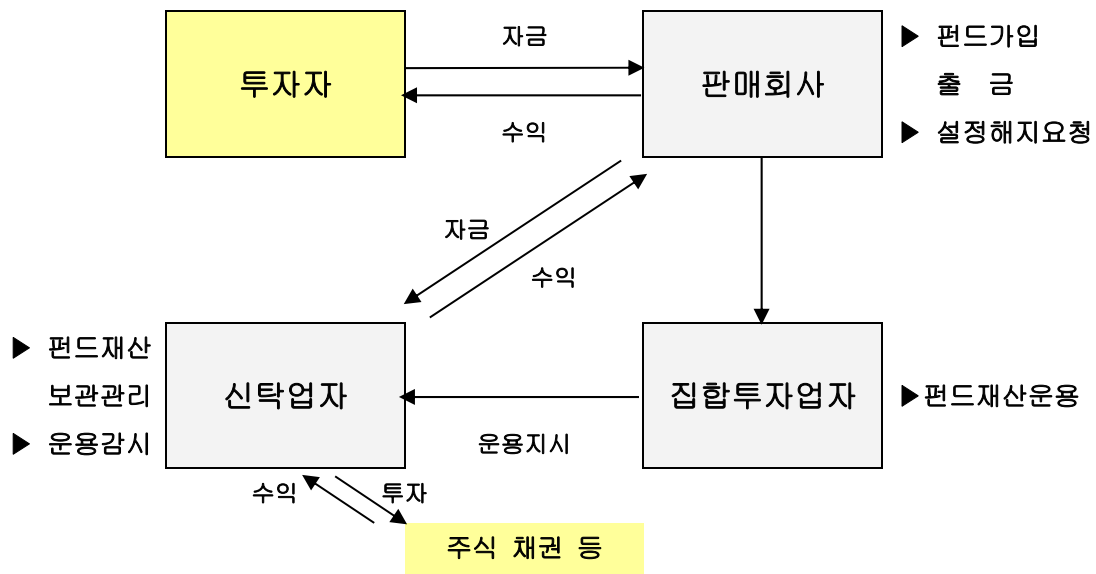 자금
투자자
판매회사
▶ 펀드가입
출 금
▶ 설정해지요청
수익
자금
수익
▶ 펀드재산
보관관리
▶ 운용감시
신탁업자
집합투자업자
▶펀드재산운용
운용지시
수익
투자
주식 채권 등